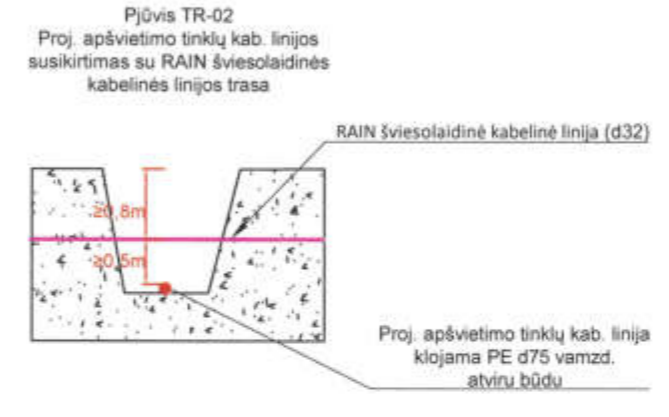 Pjūvis TR-02
Proj. apšvietimo tinklų kab. linijos
susikirtimas su RAIN šviesolaidinės
kabelinės linijos trasa
RAIN šviesolaidinė kabelinė linija (d32)
≥0,8m
≥0,5m
Proj. apšvietimo tinklų kab. linija
klojama PE d75 vamzd.
atviru būdu